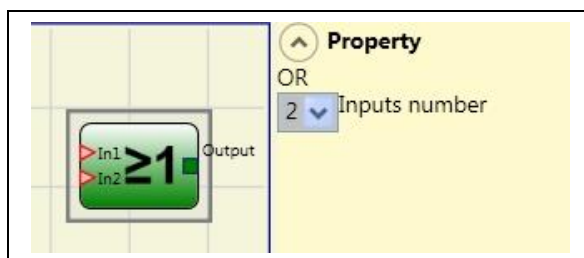 In1
In2
≥1
Output
Property
OR
2 Inputs number